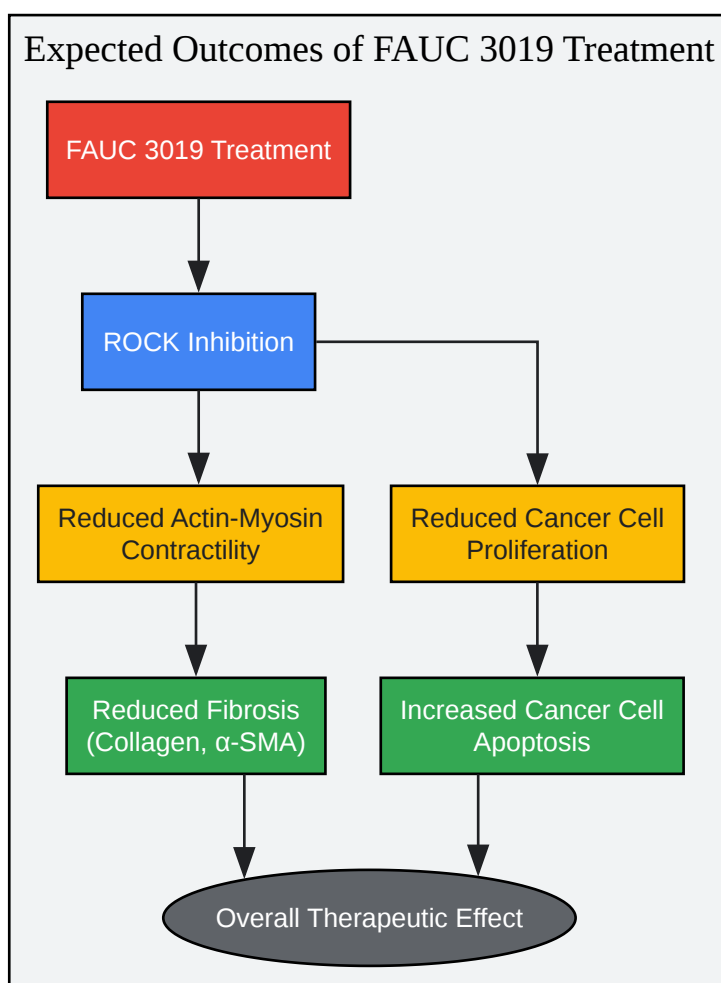 Expected Outcomes of FAUC 3019 Treatment
FAUC 3019 Treatment
ROCK Inhibition
Reduced Actin-Myosin
Contractility
Reduced Cancer Cell
Proliferation
Reduced Fibrosis
(Collagen, α-SMA)
Increased Cancer Cell
Apoptosis
Overall Therapeutic Effect